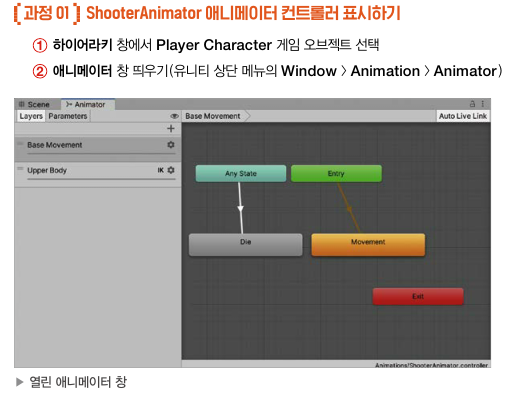 [과정 01] ShooterAnimator 애니메이터 컨트롤러 표시하기
① 하이어라키 창에서 Player Character 게임 오브젝트 선택
② 애니메이터 창 띄우기(유니티 상단 메뉴의 Window > Animation > Animator)
Scene Animator
Layers Parameters Base Movement Auto Live Link
Base Movement
Upper Body IK
Any State Entry
Die Movement
Exit
Animations/ShooterAnimator.controller
▶ 열린 애니메이터 창